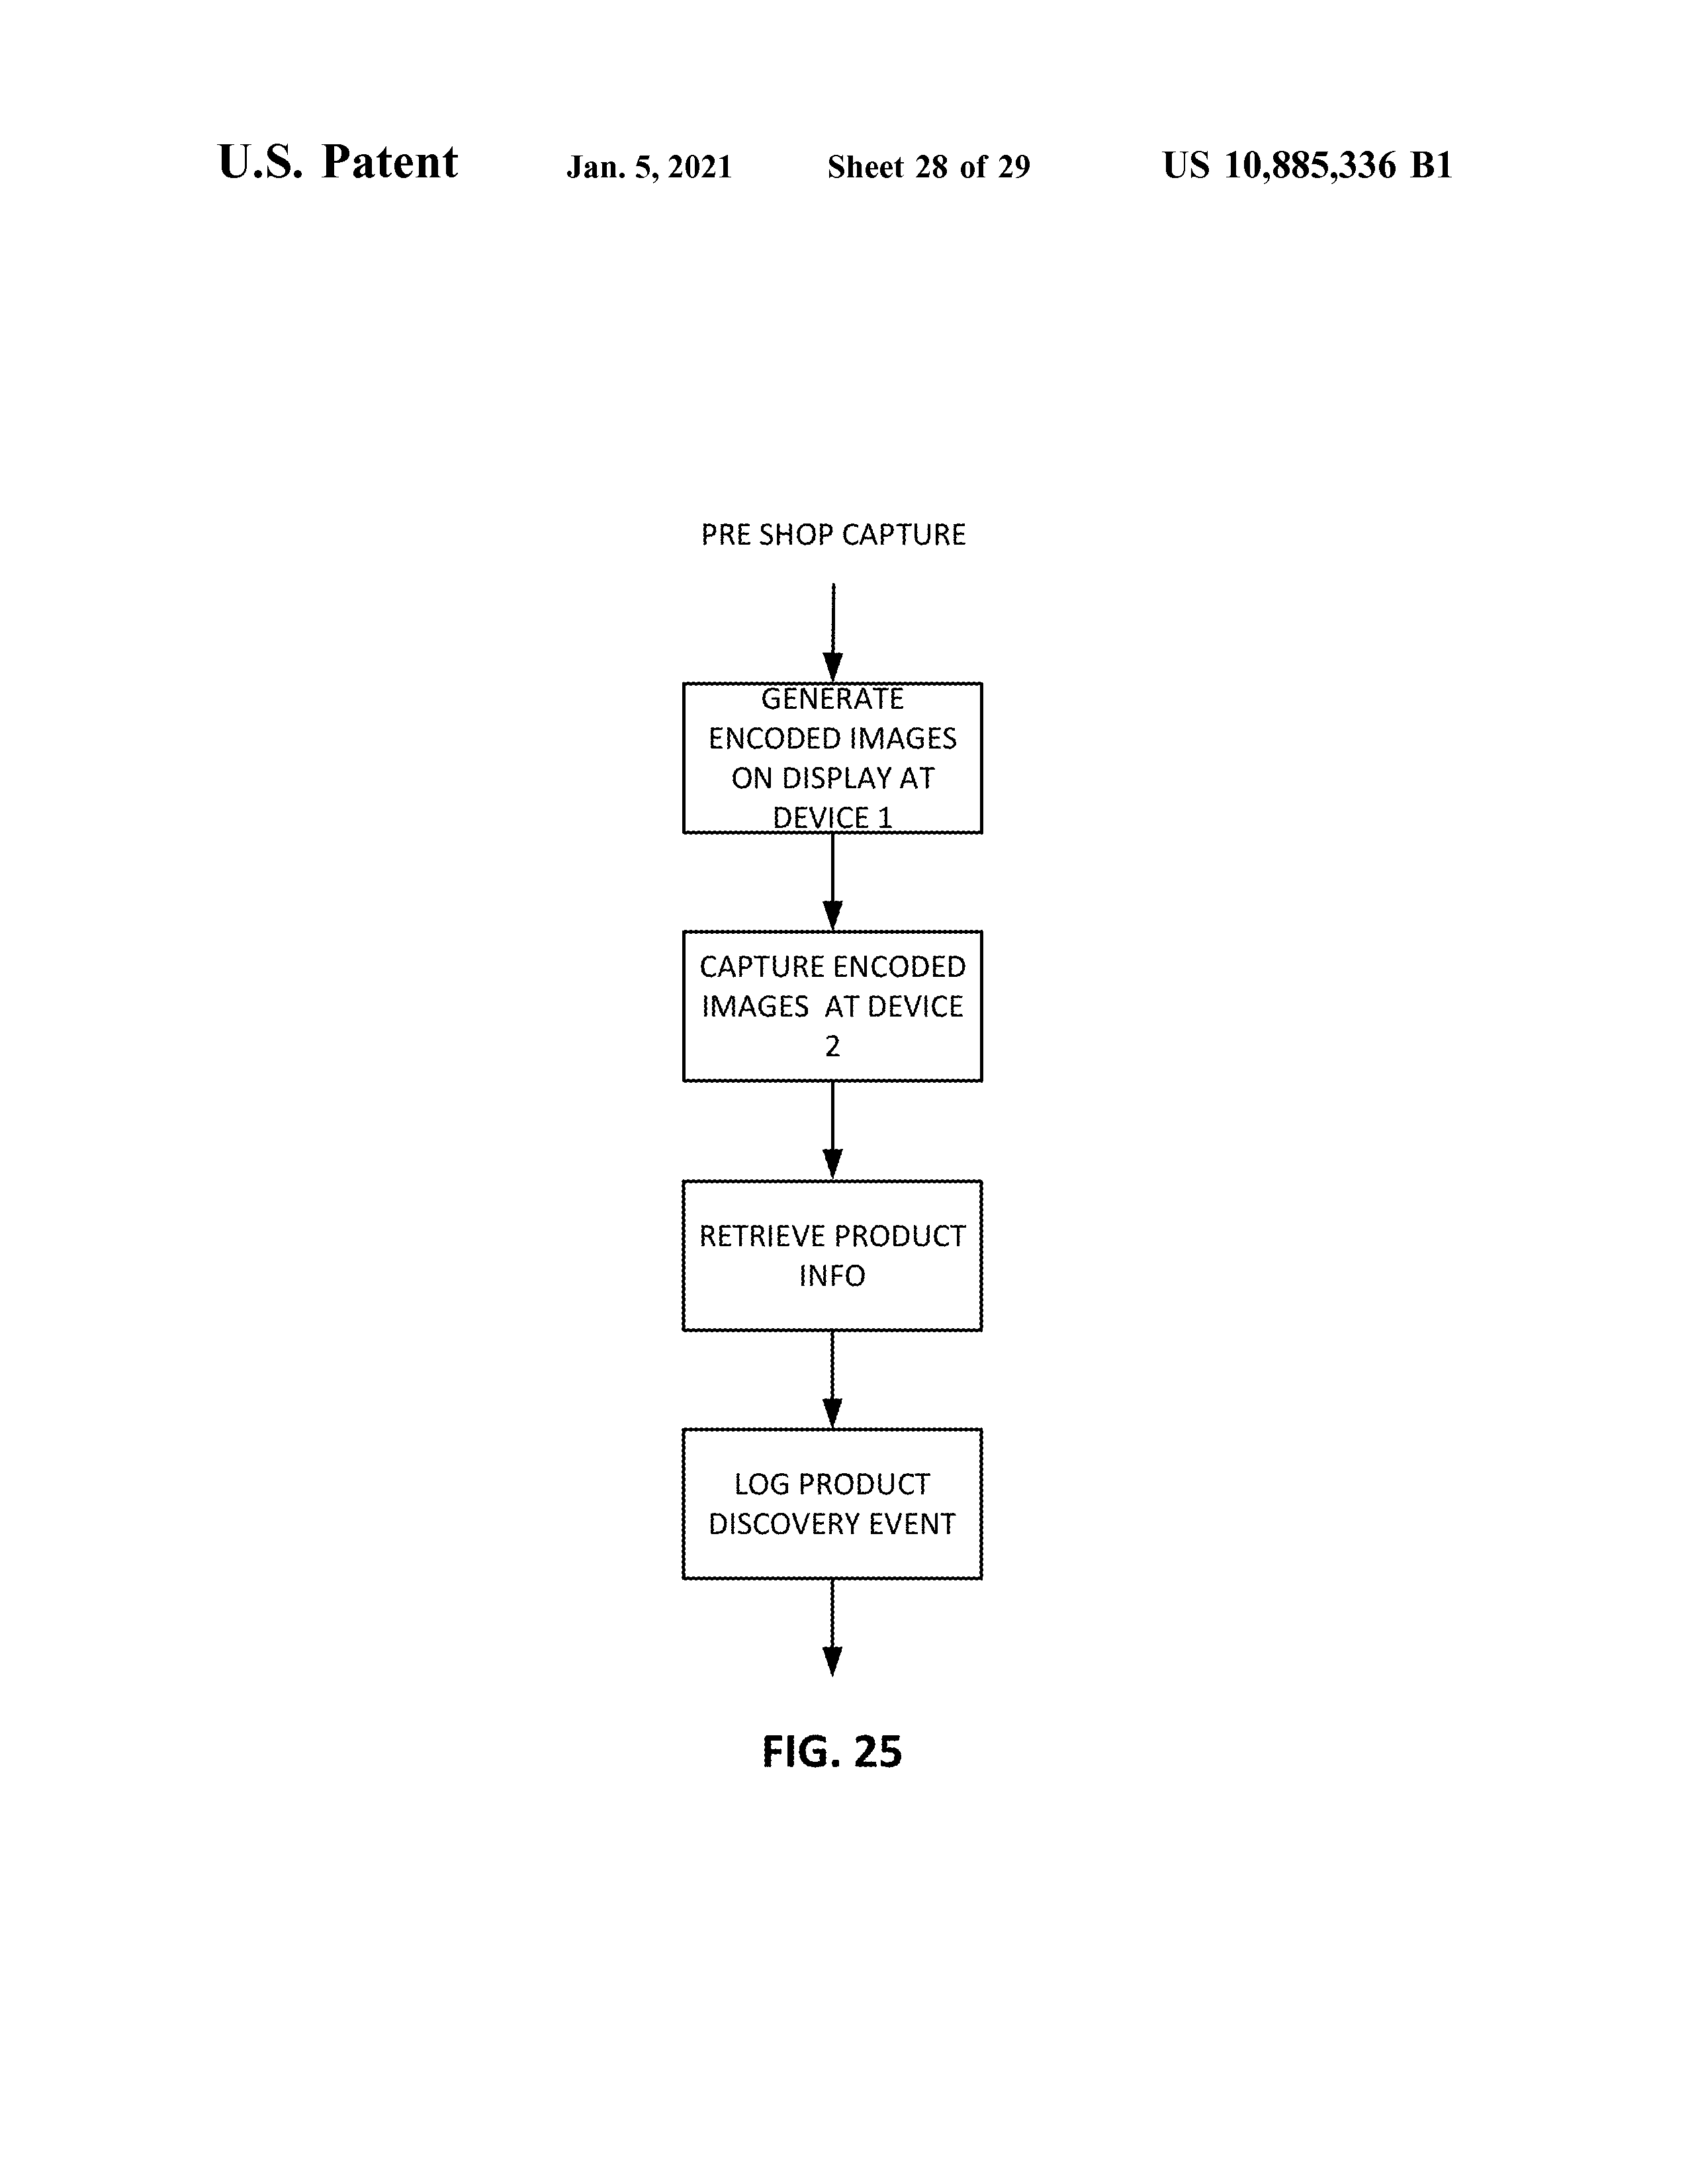 U.S. Patent Jan. 5, 2021 Sheet 28 of 29 US 10,885,336 B1
PRE SHOP CAPTURE
GENERATE
ENCODED IMAGES
ON DISPLAY AT
DEVICE 1
CAPTURE ENCODED
IMAGES AT DEVICE
2
RETRIEVE PRODUCT
INFO
LOG PRODUCT
DISCOVERY EVENT
FIG. 25